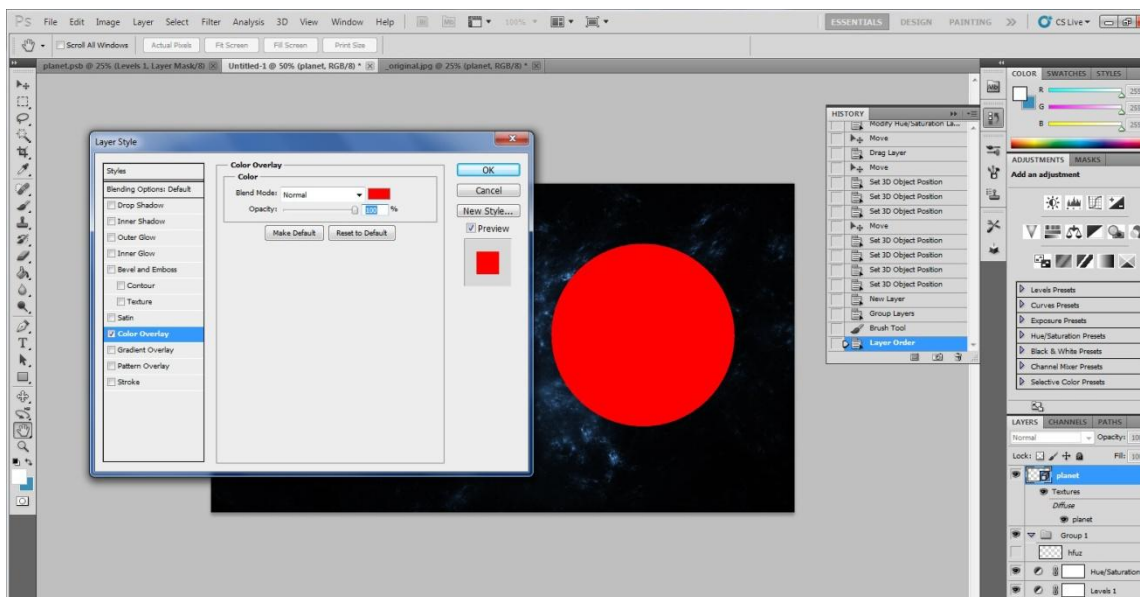 PS File Edit Image Layer Select Filter Analysis 3D View Window Help 100% ESSENTIALS DESIGN PAINTING CS Live
Scroll All Windows Actual Pixels Fit Screen Fill Screen Print Size
planet.psb @ 25% (Levels 1, Layer Mask/8) Untitled-1 @ 50% (planet, RGB/8) * _original.jpg @ 25% (planet, RGB/8) *
Layer Style
Styles
Blending Options: Default
Drop Shadow
Inner Shadow
Outer Glow
Inner Glow
Bevel and Emboss
Contour
Texture
Satin
Color Overlay
Gradient Overlay
Pattern Overlay
Stroke
Color Overlay
Color
Blend Mode: Normal
Opacity: 100 %
Make Default Reset to Default
OK
Cancel
New Style...
Preview
HISTORY
Modify Hue/Saturation La...
Move
Drag Layer
Move
Set 3D Object Position
Set 3D Object Position
Set 3D Object Position
Move
Set 3D Object Position
Set 3D Object Position
Set 3D Object Position
Set 3D Object Position
New Layer
Group Layers
Brush Tool
Layer Order
Mb
COLOR SWATCHES STYLES
R 255
G 255
B 255
ADJUSTMENTS MASKS
Add an adjustment
Levels Presets
Curves Presets
Exposure Presets
Hue/Saturation Presets
Black & White Presets
Channel Mixer Presets
Selective Color Presets
LAYERS CHANNELS PATHS
Normal Opacity:
Lock: Fill:
planet
Textures
Diffuse
planet
Group 1
hfuz
Hue/Saturation
Levels 1